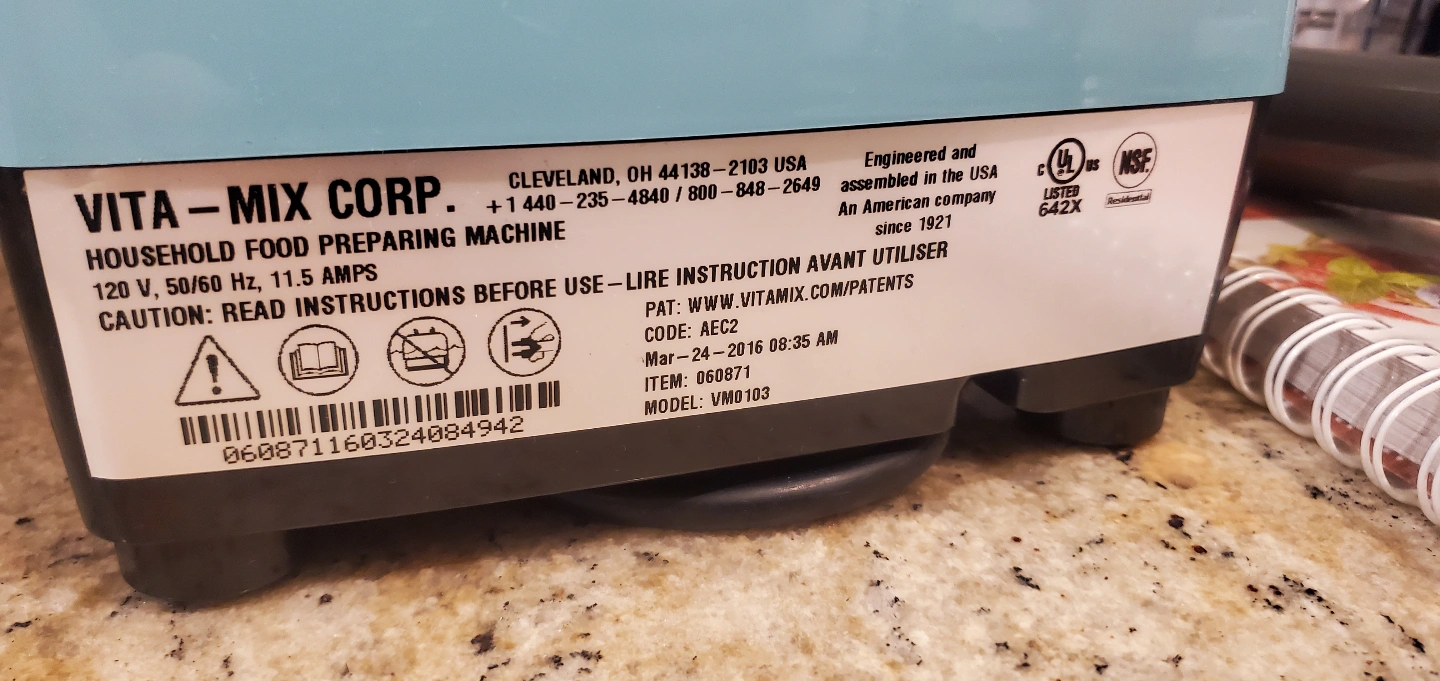 VITA-MIX CORP.
CLEVELAND, OH 44138-2103 USA
+1 440-235-4840 / 800-848-2649
HOUSEHOLD FOOD PREPARING MACHINE
120 V, 50/60 Hz, 11.5 AMPS
CAUTION: READ INSTRUCTIONS BEFORE USE-LIRE INSTRUCTION AVANT UTILISER
Engineered and
assembled in the USA
An American company
since 1921
C UL US
LISTED
642X
NSF.
Residential
PAT: WWW.VITAMIX.COM/PATENTS
CODE: AEC2
Mar-24-2016 08:35 AM
ITEM: 060871
MODEL: VM0103
060871160324084942